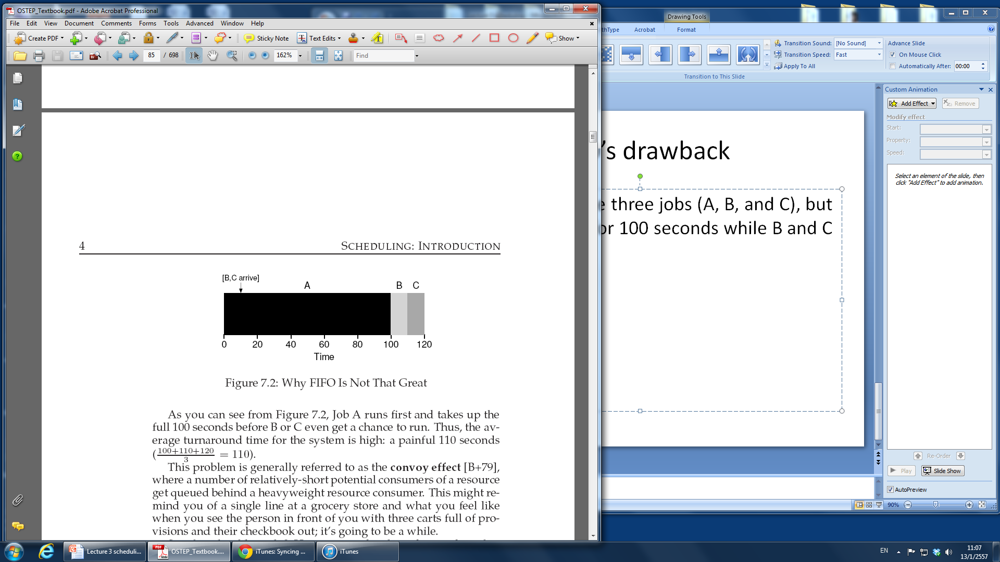 OSTEP_Textbook.pdf - Adobe Acrobat Professional
File Edit View Document Comments Forms Tools Advanced Window Help
Create PDF Sticky Note Text Edits Show
85 / 698 162% Find
4 SCHEDULING: INTRODUCTION
[B,C arrive]
A B C
0 20 40 60 80 100 120
Time
Figure 7.2: Why FIFO Is Not That Great
As you can see from Figure 7.2, Job A runs first and takes up the
full 100 seconds before B or C even get a chance to run. Thus, the av-
erage turnaround time for the system is high: a painful 110 seconds
(100+110+120/3 = 110).
This problem is generally referred to as the convoy effect [B+79],
where a number of relatively-short potential consumers of a resource
get queued behind a heavyweight resource consumer. This might re-
mind you of a single line at a grocery store and what you feel like
when you see the person in front of you with three carts full of pro-
visions and their checkbook out; it's going to be a while.
Drawing Tools
thType Acrobat Format
Transition Sound: [No Sound]
Transition Speed: Fast
Apply To All
Advance Slide
On Mouse Click
Automatically After: 00:00
Transition to This Slide
's drawback
e three jobs (A, B, and C), but
or 100 seconds while B and C
Custom Animation
Add Effect Remove
Modify effect
Start:
Property:
Speed:
Select an element of the slide, then
click "Add Effect" to add animation.
Re-Order
Play Slide Show
AutoPreview
90%
Lecture 3 scheduli... OSTEP_Textbook.... iTunes: Syncing ... iTunes
EN
11:07
13/1/2557